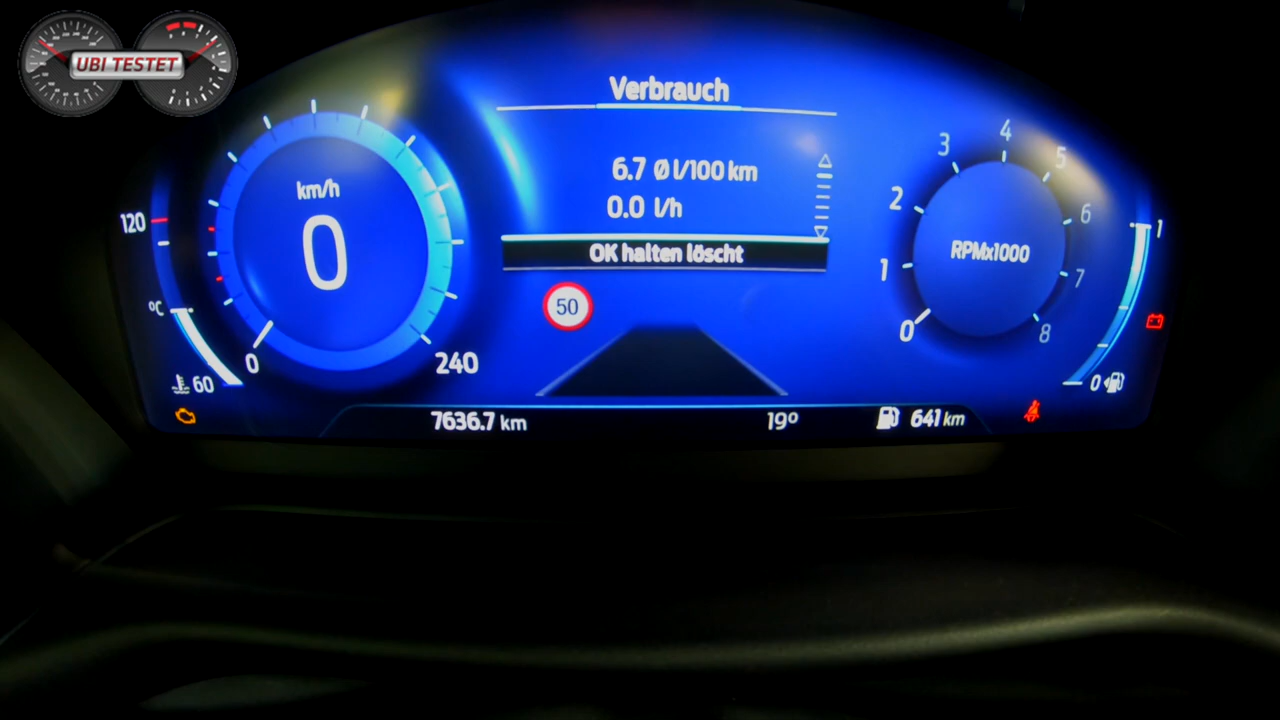 UBI TESTET
Verbrauch
6.7 Ø l/100 km
0.0 l/h
OK halten löscht
50
km/h
0
0
240
120
°C
60
RPMx1000
0
1
2
3
4
5
6
7
8
1
0
7636.7 km
19°
641 km